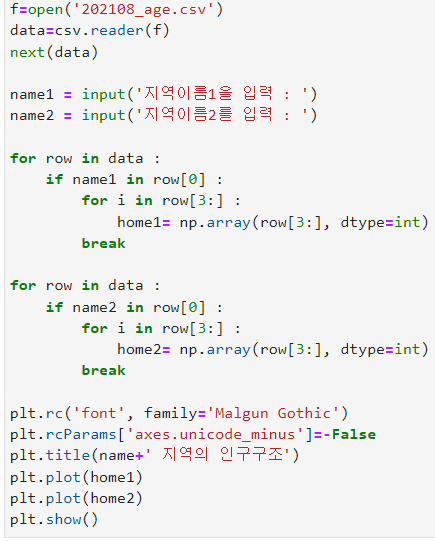 f=open('202108_age.csv')
data=csv.reader(f)
next(data)
name1 = input('지역이름1을 입력 : ')
name2 = input('지역이름2를 입력 : ')
for row in data :
if name1 in row[0] :
for i in row[3:] :
home1= np.array(row[3:], dtype=int)
break
for row in data :
if name2 in row[0] :
for i in row[3:] :
home2= np.array(row[3:], dtype=int)
break
plt.rc('font', family='Malgun Gothic')
plt.rcParams['axes.unicode_minus']=-False
plt.title(name+' 지역의 인구구조')
plt.plot(home1)
plt.plot(home2)
plt.show()